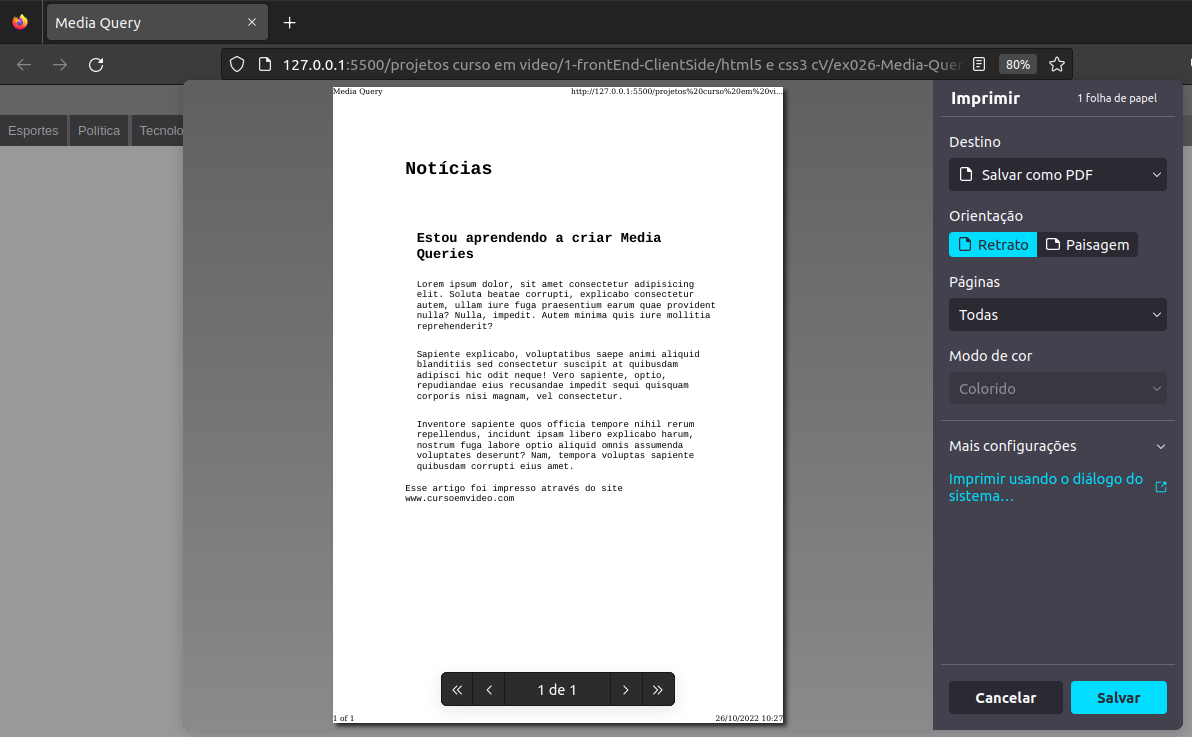 Media Query
127.0.0.1:5500/projetos curso em video/1-frontEnd-ClientSide/html5 e css3 cV/ex026-Media-Quer
80%
Esportes
Política
Tecnolo
Media Query
http://127.0.0.1:5500/projetos%20curso%20em%20vi...
Notícias
Estou aprendendo a criar Media
Queries
Lorem ipsum dolor, sit amet consectetur adipisicing
elit. Soluta beatae corrupti, explicabo consectetur
autem, ullam iure fuga praesentium earum quae provident
nulla? Nulla, impedit. Autem minima quis iure mollitia
reprehenderit?
Sapiente explicabo, voluptatibus saepe animi aliquid
blanditiis sed consectetur suscipit at quibusdam
adipisci hic odit neque! Vero sapiente, optio,
repudiandae eius recusandae impedit sequi quisquam
corporis nisi magnam, vel consectetur.
Inventore sapiente quos officia tempore nihil rerum
repellendus, incidunt ipsam libero explicabo harum,
nostrum fuga labore optio aliquid omnis assumenda
voluptates deserunt? Nam, tempora voluptas sapiente
quibusdam corrupti eius amet.
Esse artigo foi impresso através do site
www.cursoemvideo.com
1 de 1
1 of 1
26/10/2022 10:27
Imprimir
1 folha de papel
Destino
Salvar como PDF
Orientação
Retrato
Paisagem
Páginas
Todas
Modo de cor
Colorido
Mais configurações
Imprimir usando o diálogo do
sistema…
Cancelar
Salvar